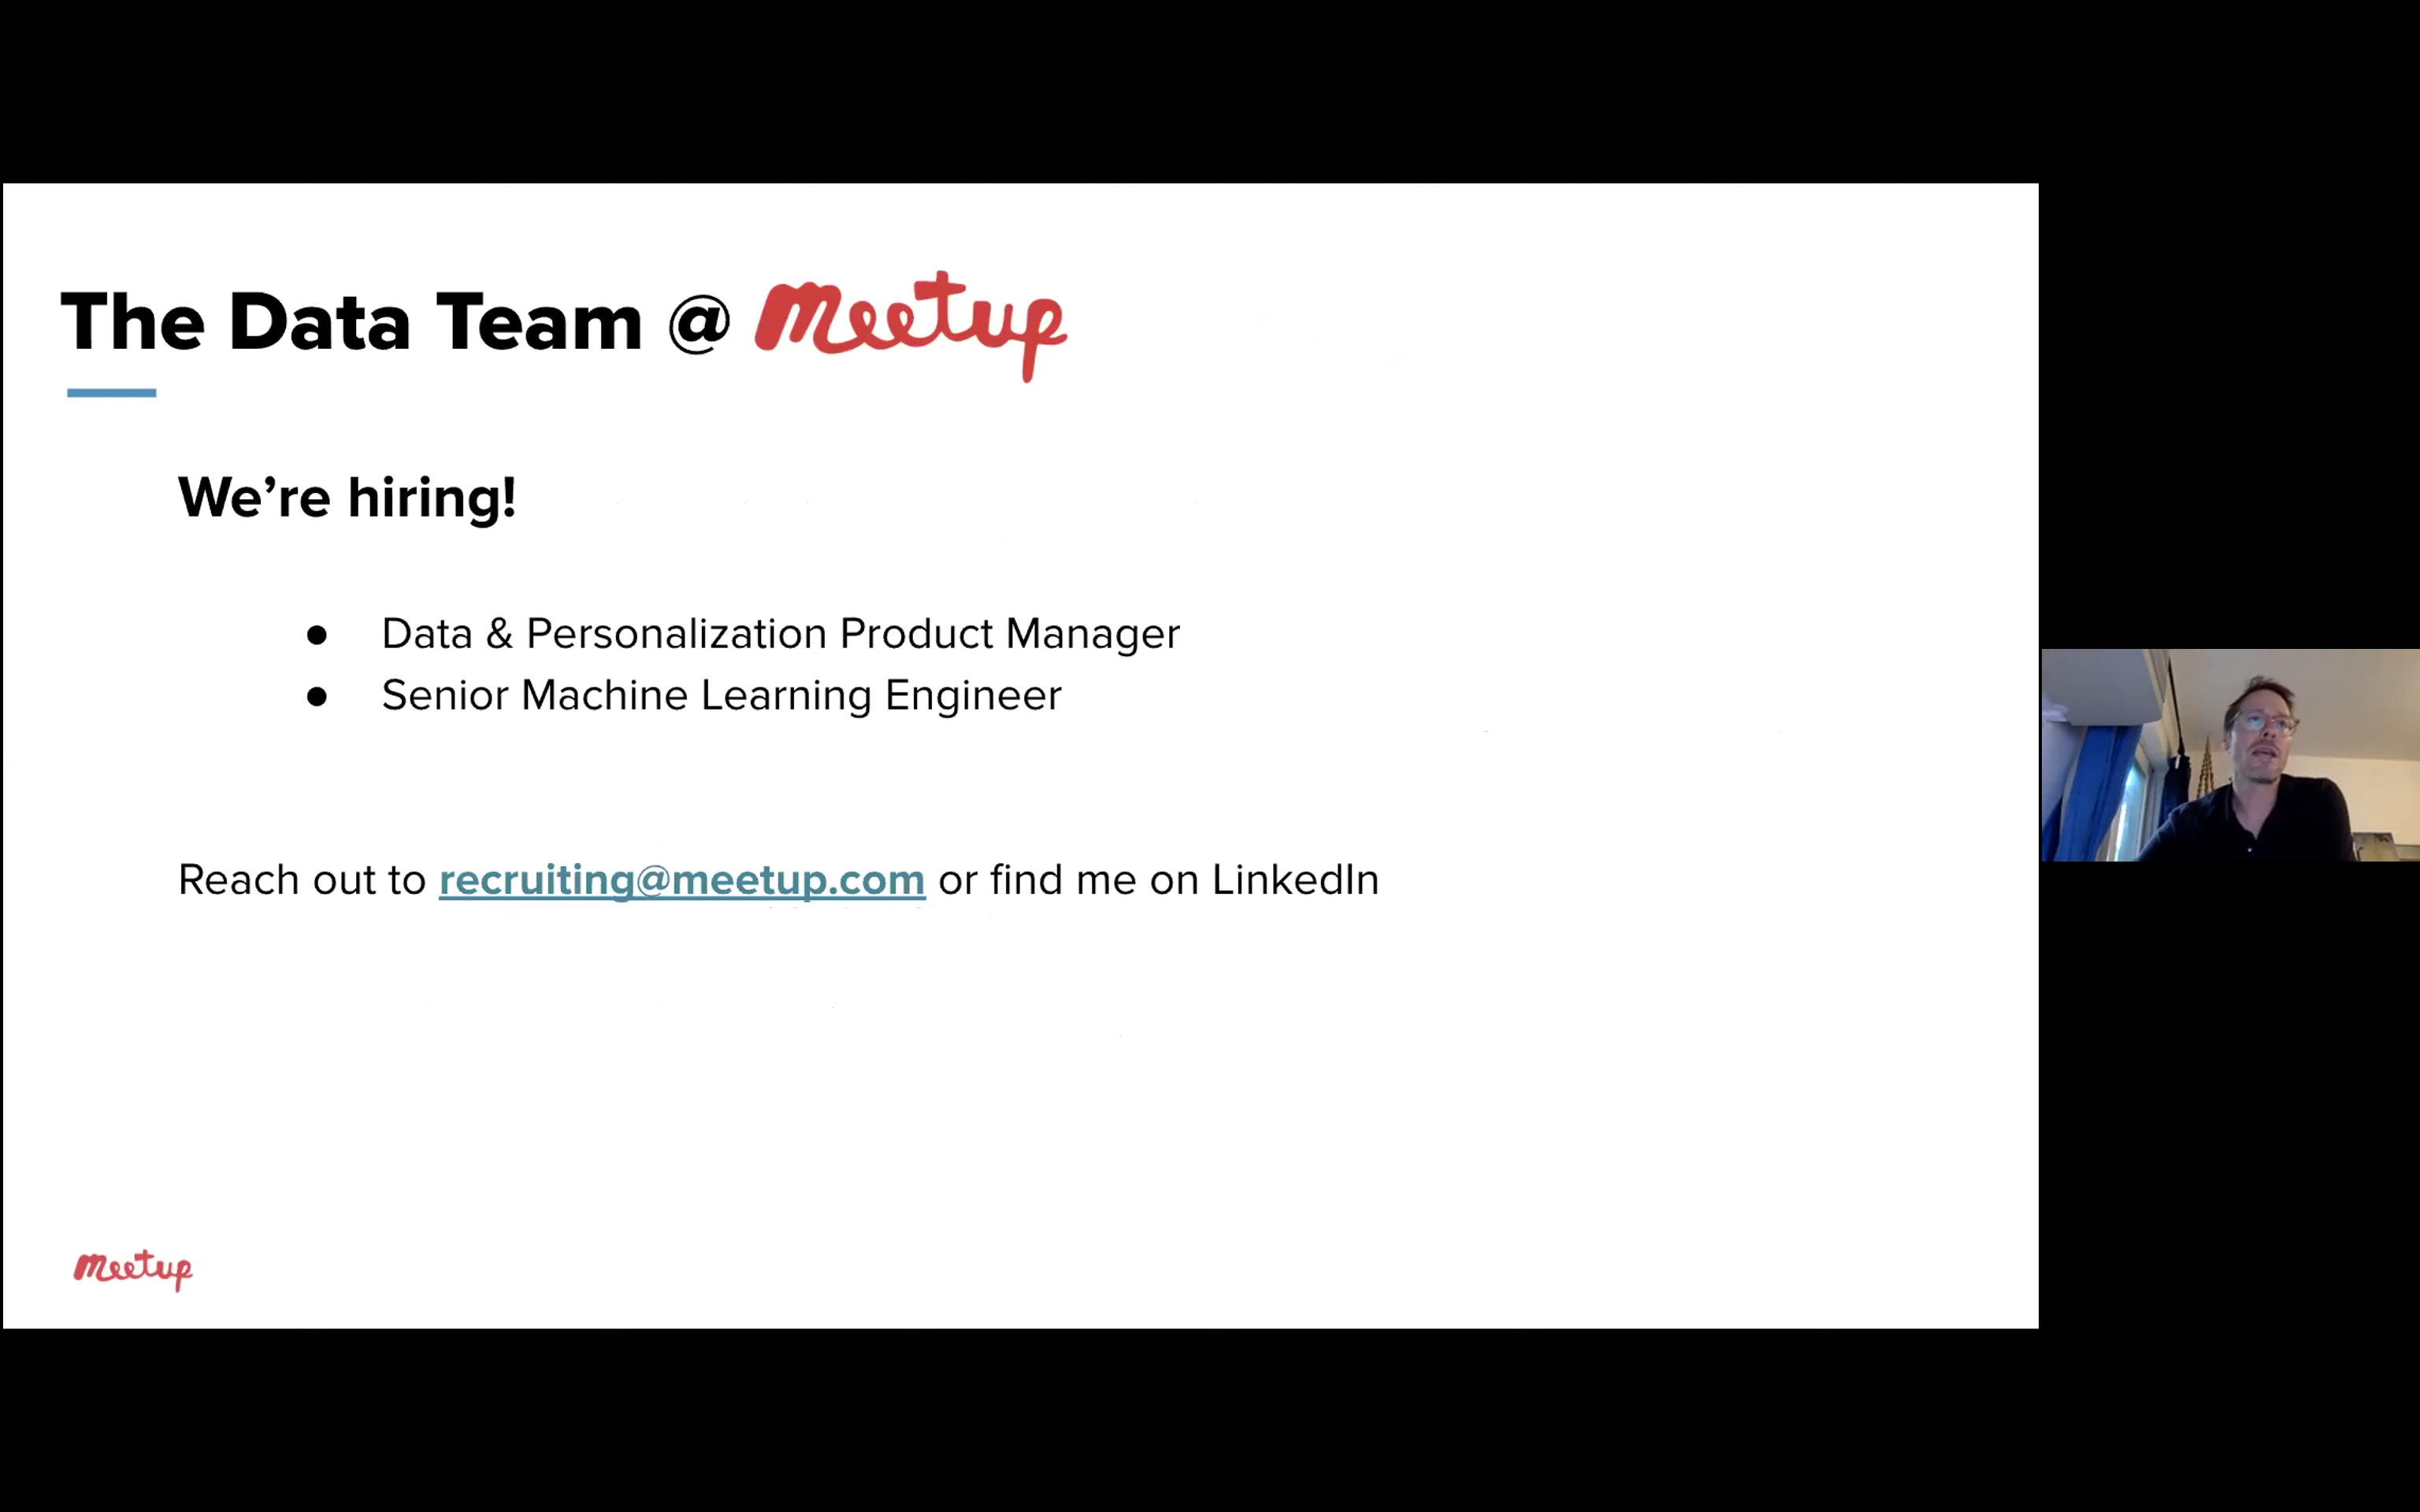 The Data Team @ meetup
We’re hiring!
● Data & Personalization Product Manager
● Senior Machine Learning Engineer
Reach out to recruiting@meetup.com or find me on LinkedIn
meetup